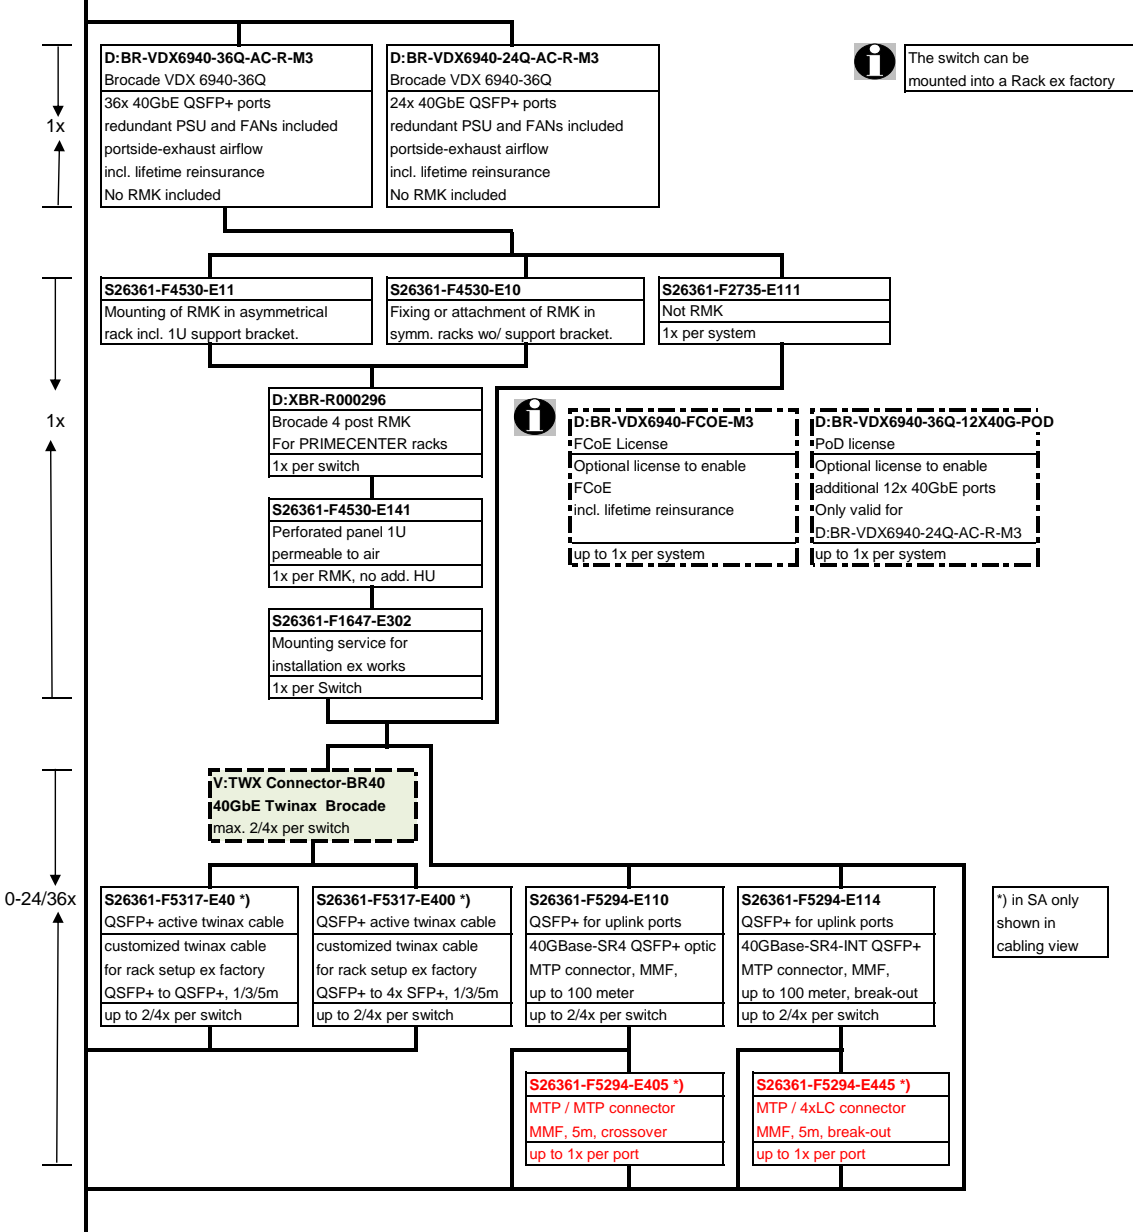 D:BR-VDX6940-36Q-AC-R-M3
Brocade VDX 6940-36Q
36x 40GbE QSFP+ ports
redundant PSU and FANs included
portside-exhaust airflow
incl. lifetime reinsurance
No RMK included
D:BR-VDX6940-24Q-AC-R-M3
Brocade VDX 6940-36Q
24x 40GbE QSFP+ ports
redundant PSU and FANs included
portside-exhaust airflow
incl. lifetime reinsurance
No RMK included
The switch can be
mounted into a Rack ex factory
1x
S26361-F4530-E11
Mounting of RMK in asymmetrical
rack incl. 1U support bracket.
S26361-F4530-E10
Fixing or attachment of RMK in
symm. racks wo/ support bracket.
S26361-F2735-E111
Not RMK
1x per system
1x
D:XBR-R000296
Brocade 4 post RMK
For PRIMECENTER racks
1x per switch
D:BR-VDX6940-FCOE-M3
FCoE License
Optional license to enable
FCoE
incl. lifetime reinsurance
up to 1x per system
D:BR-VDX6940-36Q-12X40G-POD
PoD license
Optional license to enable
additional 12x 40GbE ports
Only valid for
D:BR-VDX6940-24Q-AC-R-M3
up to 1x per system
S26361-F4530-E141
Perforated panel 1U
permeable to air
1x per RMK, no add. HU
S26361-F1647-E302
Mounting service for
installation ex works
1x per Switch
V:TWX Connector-BR40
40GbE Twinax Brocade
max. 2/4x per switch
0-24/36x
S26361-F5317-E40 *)
QSFP+ active twinax cable
customized twinax cable
for rack setup ex factory
QSFP+ to QSFP+, 1/3/5m
up to 2/4x per switch
S26361-F5317-E400 *)
QSFP+ active twinax cable
customized twinax cable
for rack setup ex factory
QSFP+ to 4x SFP+, 1/3/5m
up to 2/4x per switch
S26361-F5294-E110
QSFP+ for uplink ports
40GBase-SR4 QSFP+ optic
MTP connector, MMF,
up to 100 meter
up to 2/4x per switch
S26361-F5294-E114
QSFP+ for uplink ports
40GBase-SR4-INT QSFP+
MTP connector, MMF,
up to 100 meter, break-out
up to 2/4x per switch
*) in SA only
shown in
cabling view
S26361-F5294-E405 *)
MTP / MTP connector
MMF, 5m, crossover
up to 1x per port
S26361-F5294-E445 *)
MTP / 4xLC connector
MMF, 5m, break-out
up to 1x per port